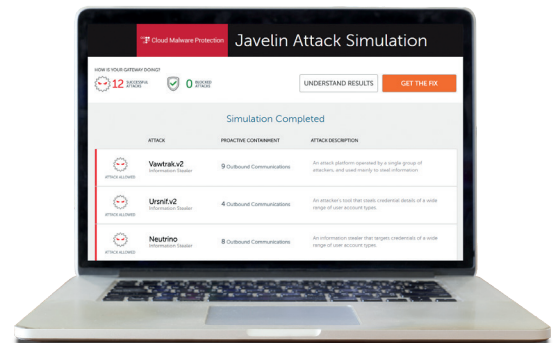 Cloud Malware Protection
Javelin Attack Simulation
HOW IS YOUR GATEWAY DOING?
12 SUCCESSFUL ATTACKS
0 BLOCKED ATTACKS
UNDERSTAND RESULTS
GET THE FIX
Simulation Completed
ATTACK PROACTIVE CONTAINMENT ATTACK DESCRIPTION
ATTACK ALLOWED
Vawtrak.v2
Information Stealer
9 Outbound Communications
An attack platform operated by a single group of
attackers, and used mainly to steal information.
ATTACK ALLOWED
Ursnif.v2
Information Stealer
4 Outbound Communications
An attacker's tool that steals credential details of a wide
range of user account types.
ATTACK ALLOWED
Neutrino
Information Stealer
8 Outbound Communications
An information stealer that targets credentials of a wide
range of user account types.